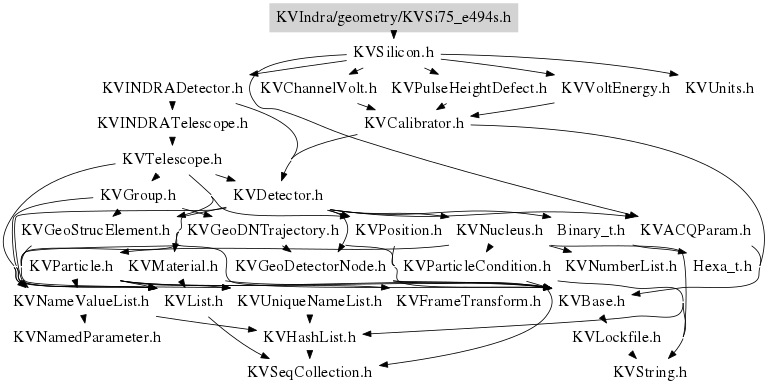 KVIndra/geometry/KVSi75_e494s.h
KVSilicon.h
KVINDRADetector.h KVChannelVolt.h KVPulseHeightDefect.h KVVoltEnergy.h KVUnits.h
KVINDRATelescope.h KVCalibrator.h
KVTelescope.h
KVGroup.h KVDetector.h
KVGeoStrucElement.h KVGeoDNTrajectory.h KVPosition.h KVNucleus.h Binary_t.h KVACQParam.h
KVParticle.h KVMaterial.h KVGeoDetectorNode.h KVParticleCondition.h KVNumberList.h Hexa_t.h
KVNameValueList.h KVList.h KVUniqueNameList.h KVFrameTransform.h KVBase.h
KVNamedParameter.h KVHashList.h KVLockfile.h
KVSeqCollection.h KVString.h